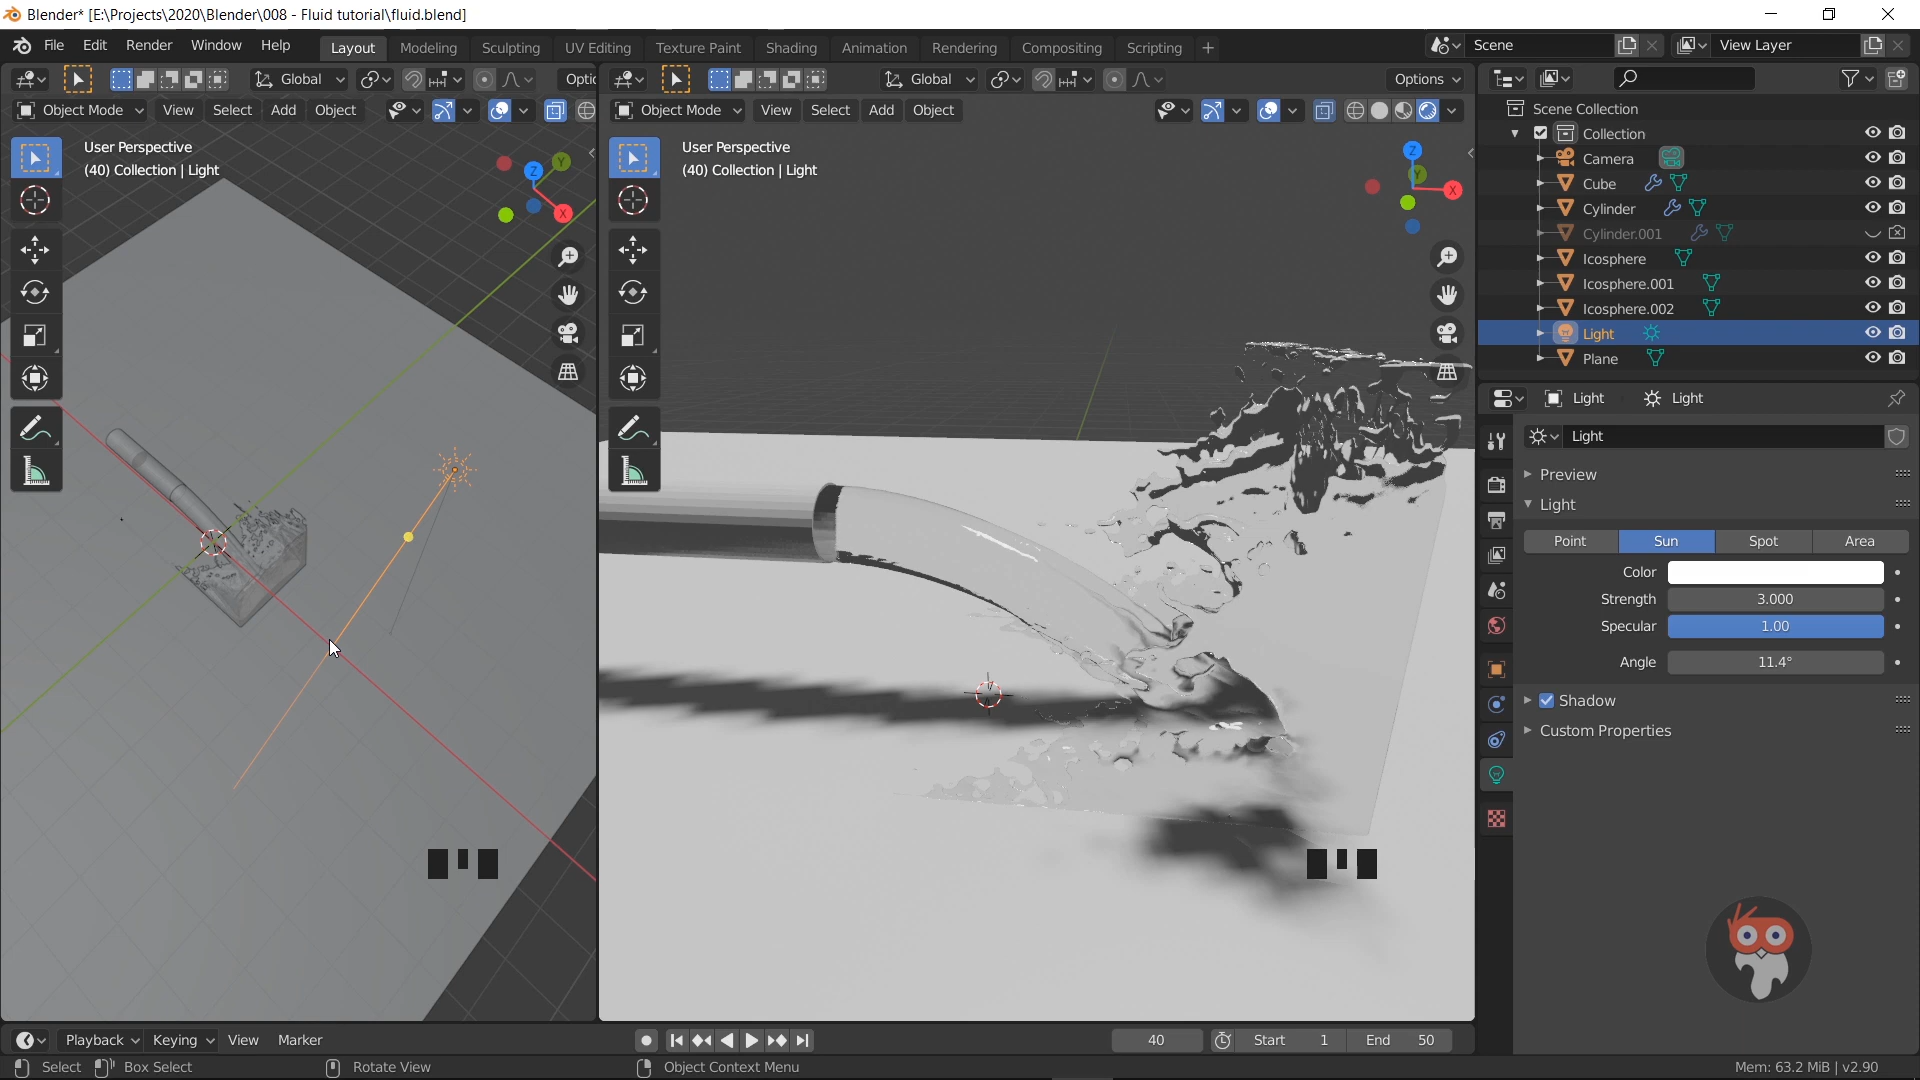 Blender* [E:\Projects\2020\Blender\008 - Fluid tutorial\fluid.blend]
File Edit Render Window Help Layout Modeling Sculpting UV Editing Texture Paint Shading Animation Rendering Compositing Scripting + Scene View Layer
Global Optic Global Options
Object Mode View Select Add Object Object Mode View Select Add Object
User Perspective
(40) Collection | Light
Z Y X
User Perspective
(40) Collection | Light
Z Y X
Scene Collection
Collection
Camera
Cube
Cylinder
Cylinder.001
Icosphere
Icosphere.001
Icosphere.002
Light
Plane
Light Light
Light
Preview
Light
Point Sun Spot Area
Color
Strength 3.000
Specular 1.00
Angle 11.4°
Shadow
Custom Properties
Playback Keying View Marker 40 Start 1 End 50
Select Box Select Rotate View Object Context Menu Mem: 63.2 MiB | v2.90